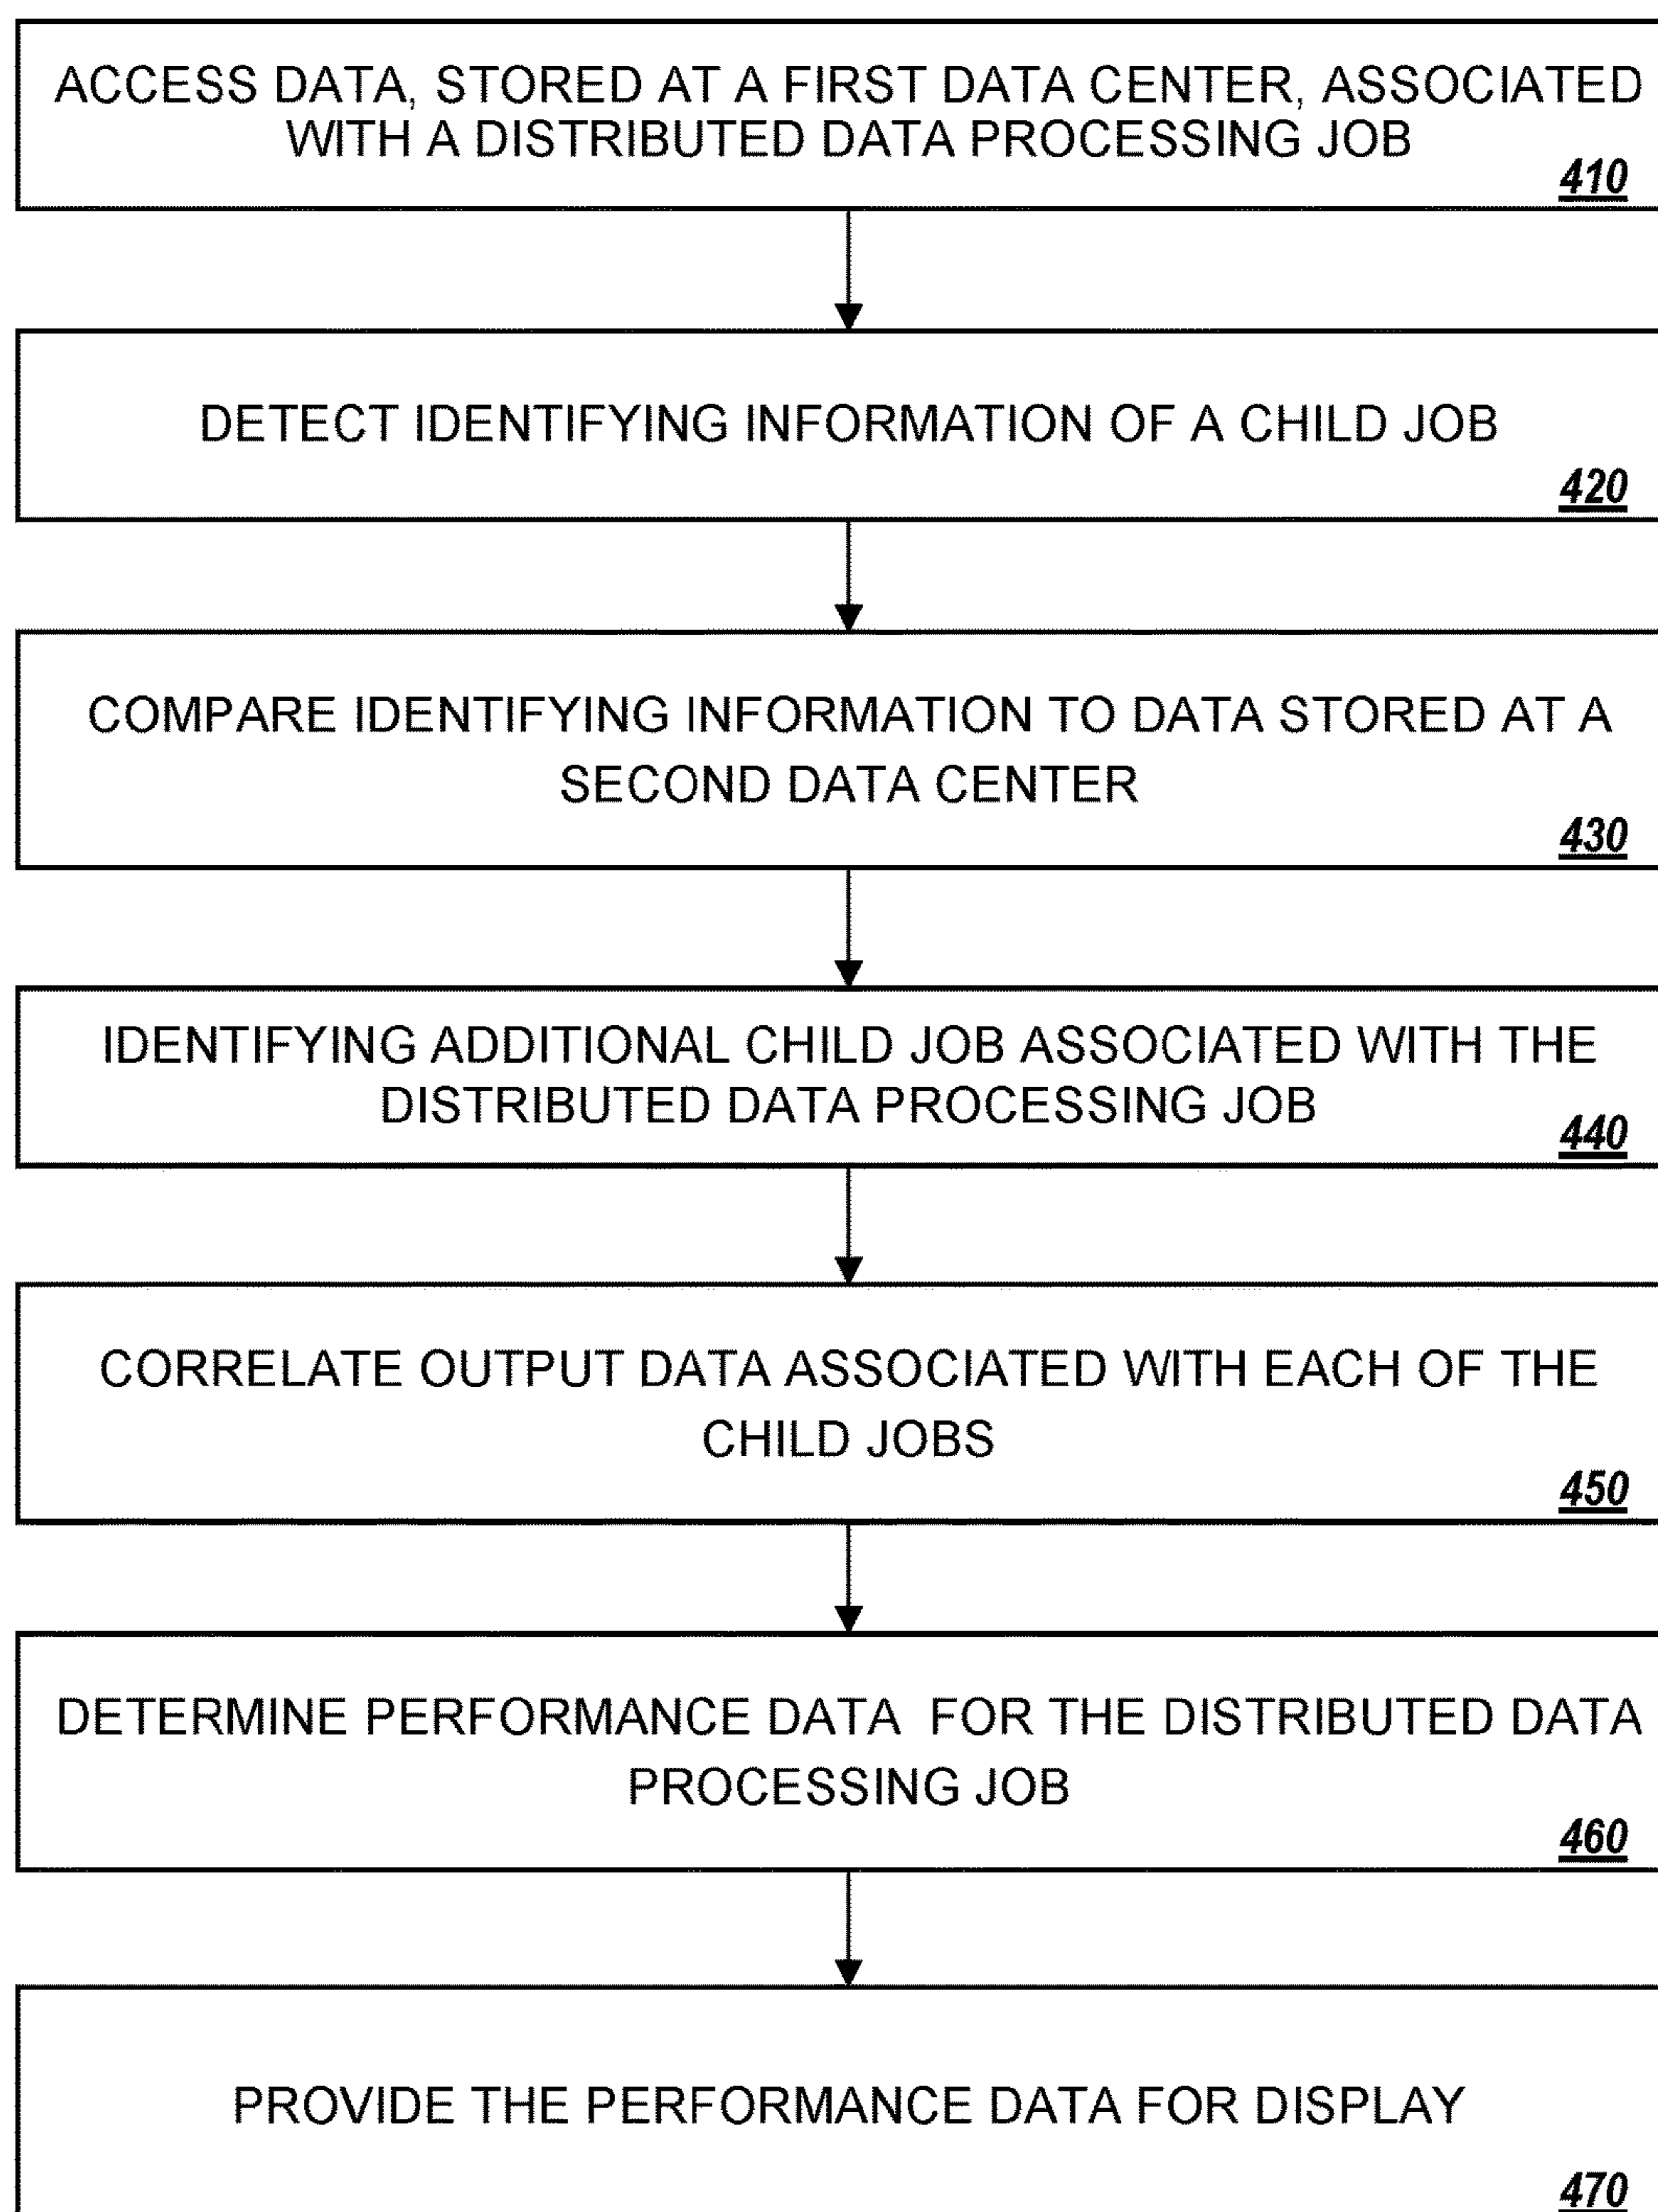 ACCESS DATA, STORED AT A FIRST DATA CENTER, ASSOCIATED
WITH A DISTRIBUTED DATA PROCESSING JOB
410
DETECT IDENTIFYING INFORMATION OF A CHILD JOB
420
COMPARE IDENTIFYING INFORMATION TO DATA STORED AT A
SECOND DATA CENTER
430
IDENTIFYING ADDITIONAL CHILD JOB ASSOCIATED WITH THE
DISTRIBUTED DATA PROCESSING JOB
440
CORRELATE OUTPUT DATA ASSOCIATED WITH EACH OF THE
CHILD JOBS
450
DETERMINE PERFORMANCE DATA FOR THE DISTRIBUTED DATA
PROCESSING JOB
460
PROVIDE THE PERFORMANCE DATA FOR DISPLAY
470